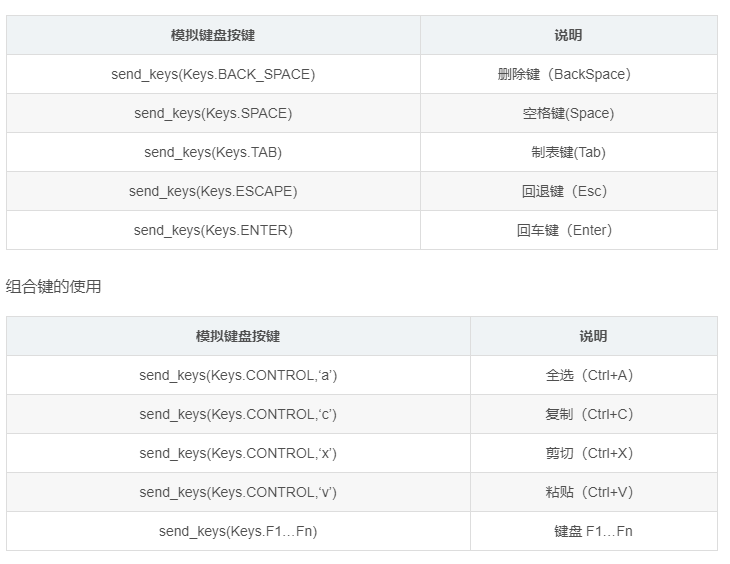 模拟键盘按键 说明
send_keys(Keys.BACK_SPACE) 删除键（BackSpace）
send_keys(Keys.SPACE) 空格键(Space)
send_keys(Keys.TAB) 制表键(Tab)
send_keys(Keys.ESCAPE) 回退键（Esc）
send_keys(Keys.ENTER) 回车键（Enter）
组合键的使用
模拟键盘按键 说明
send_keys(Keys.CONTROL,‘a’) 全选（Ctrl+A）
send_keys(Keys.CONTROL,‘c’) 复制（Ctrl+C）
send_keys(Keys.CONTROL,‘x’) 剪切（Ctrl+X）
send_keys(Keys.CONTROL,‘v’) 粘贴（Ctrl+V）
send_keys(Keys.F1…Fn) 键盘 F1…Fn